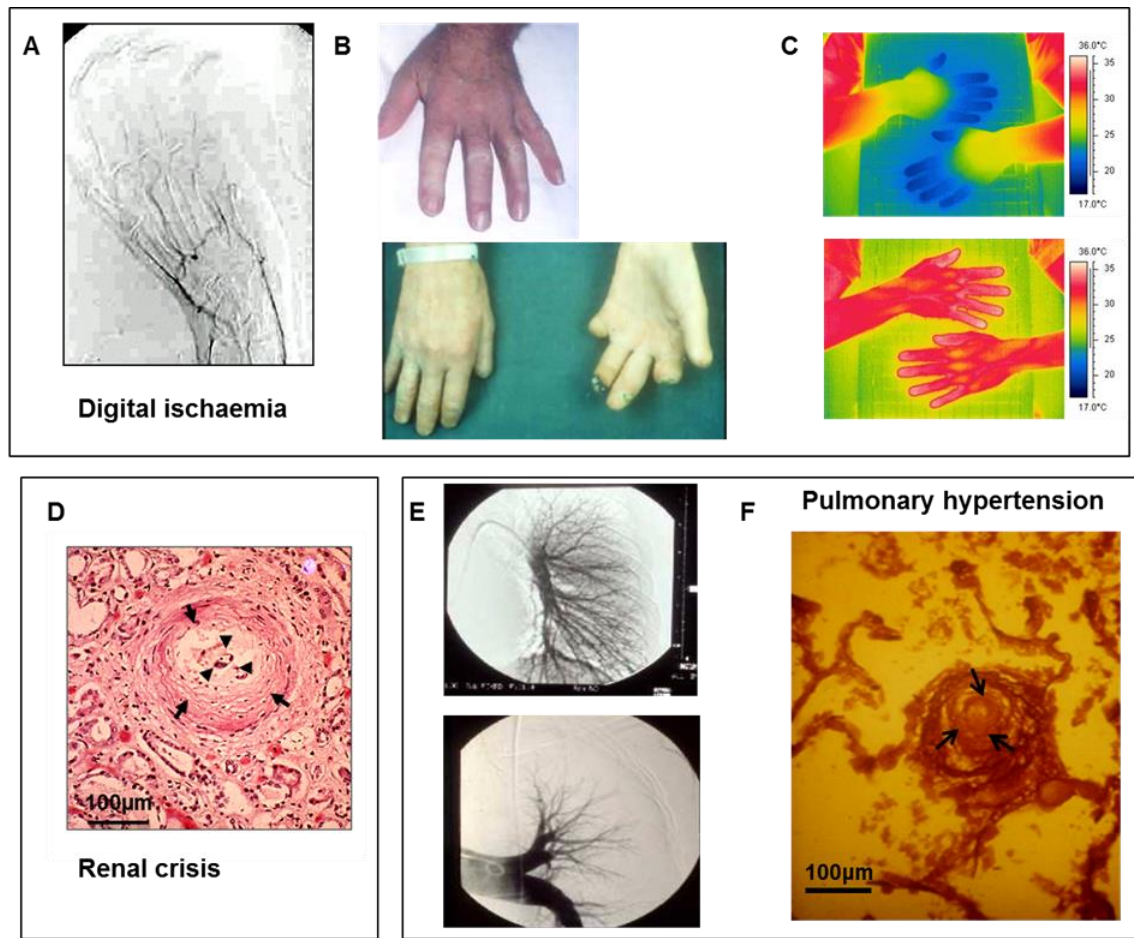 A
B
C
36.0°C
35
30
25
20
17.0°C
36.0°C
35
30
25
20
17.0°C
Digital ischaemia
D
E
Pulmonary hypertension
F
100µm
Renal crisis
100µm